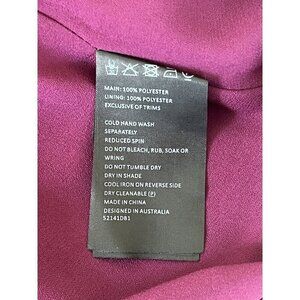 MAIN: 100% POLYESTER
LINING: 100% POLYESTER
EXCLUSIVE OF TRIMS
COLD HAND WASH
SEPARATELY
REDUCED SPIN
DO NOT BLEACH, RUB, SOAK OR
WRING
DO NOT TUMBLE DRY
DRY IN SHADE
COOL IRON ON REVERSE SIDE
DRY CLEANABLE (P)
MADE IN CHINA
DESIGNED IN AUSTRALIA
S2141DB1